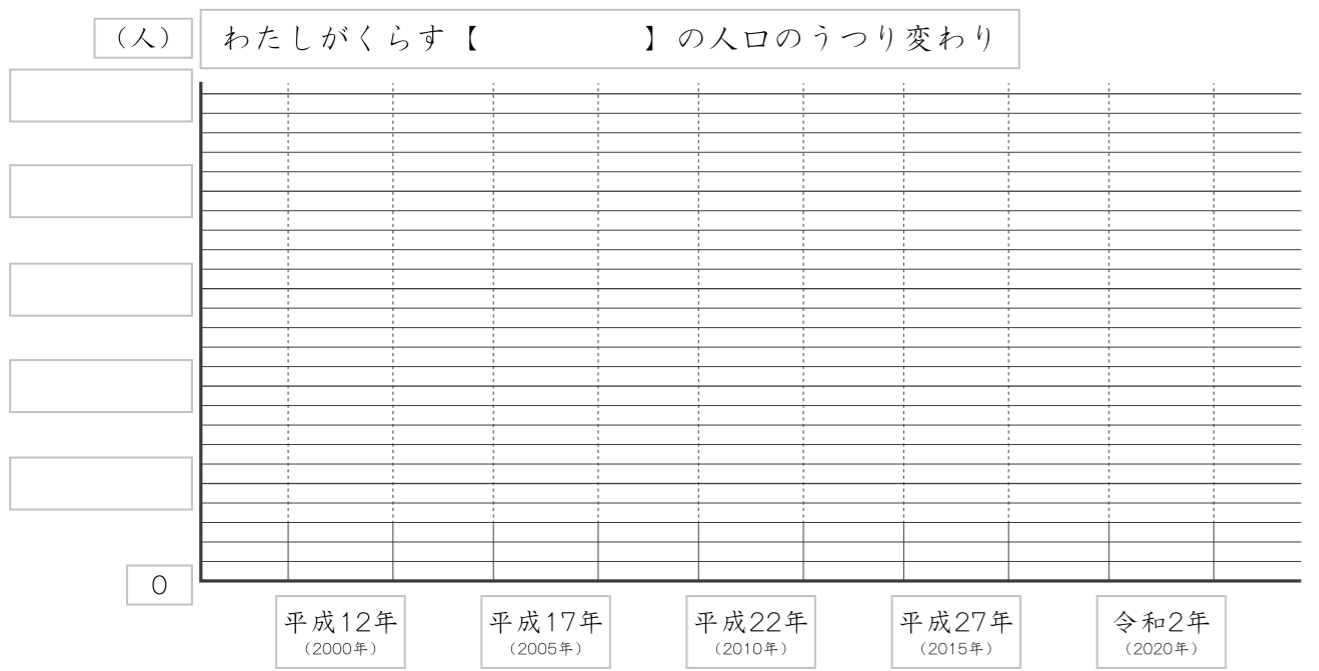 (人)
わたしがくらす【　　　　　】の人口のうつり変わり
0
平成12年
(2000年)
平成17年
(2005年)
平成22年
(2010年)
平成27年
(2015年)
令和2年
(2020年)